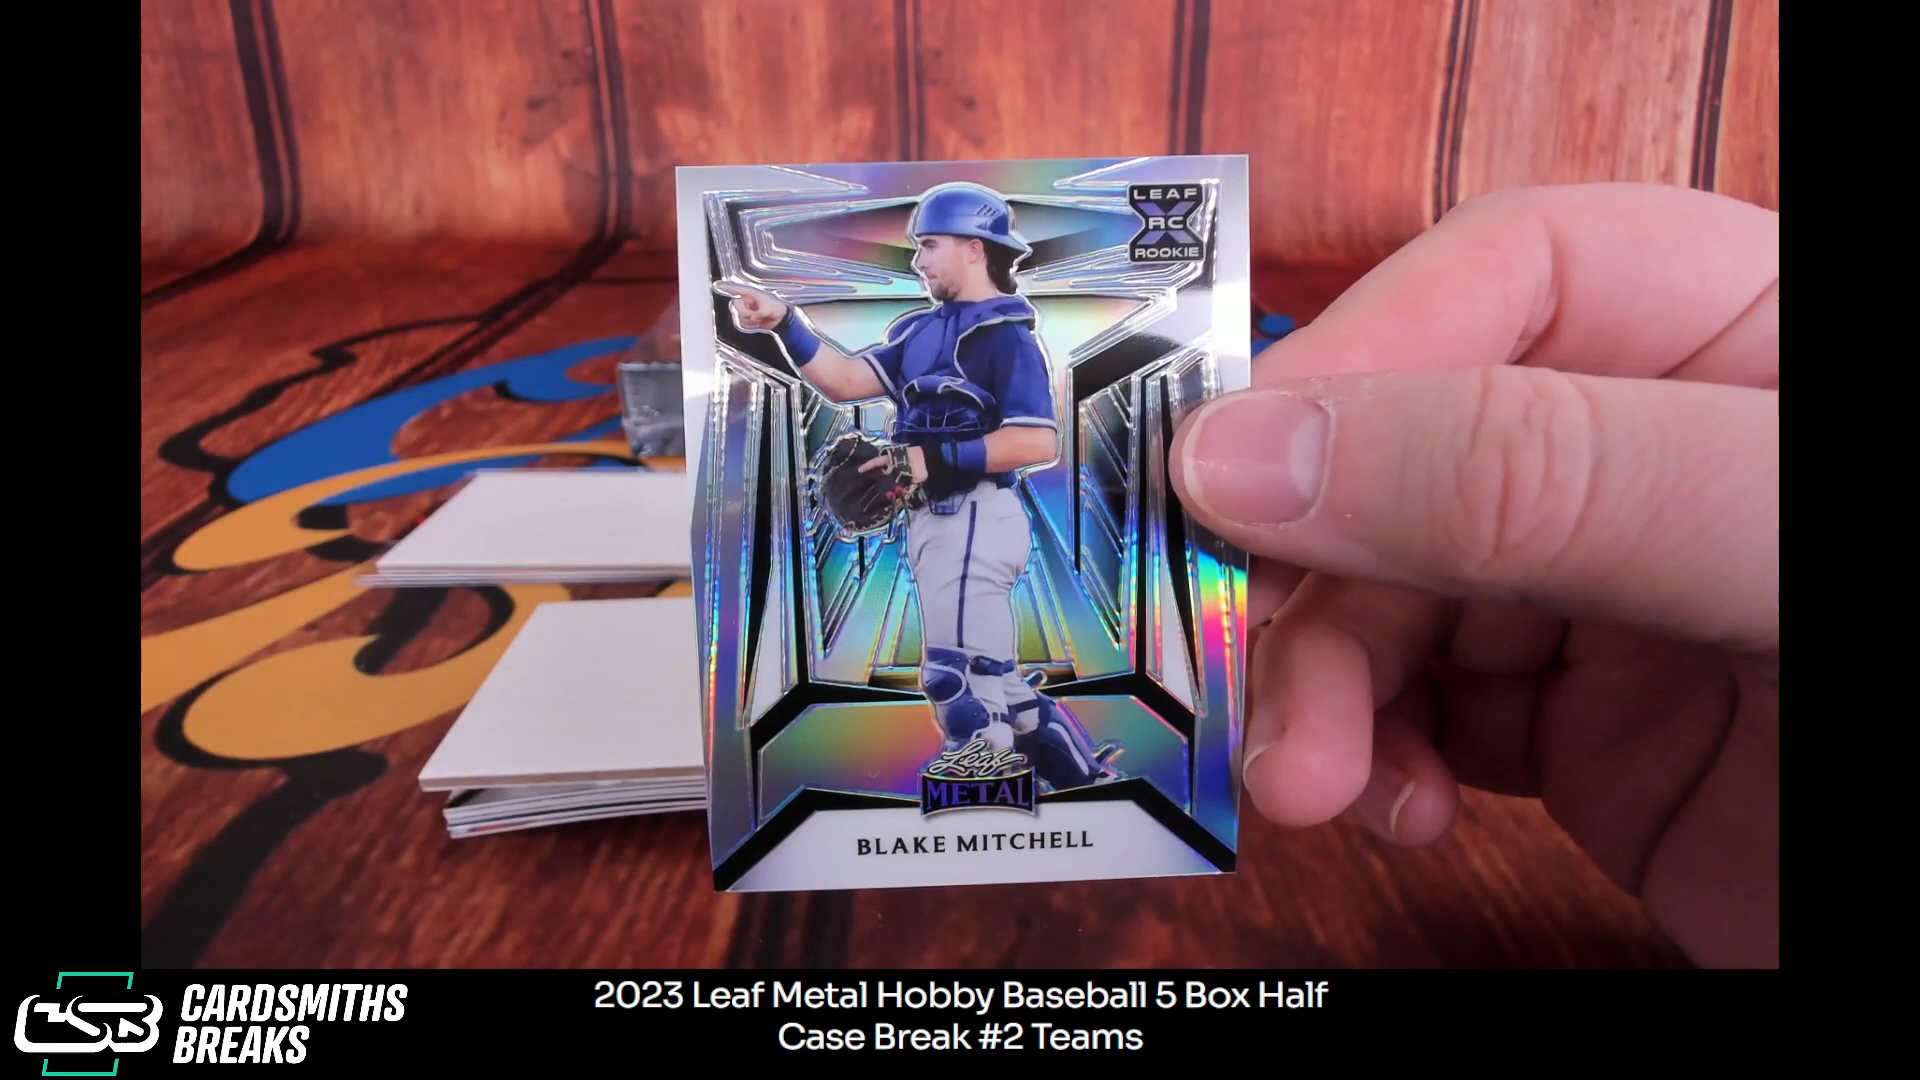 LEAF
RC
ROOKIE
Leaf
METAL
BLAKE MITCHELL
CSB
CARDSMITHS
BREAKS
2023 Leaf Metal Hobby Baseball 5 Box Half
Case Break #2 Teams